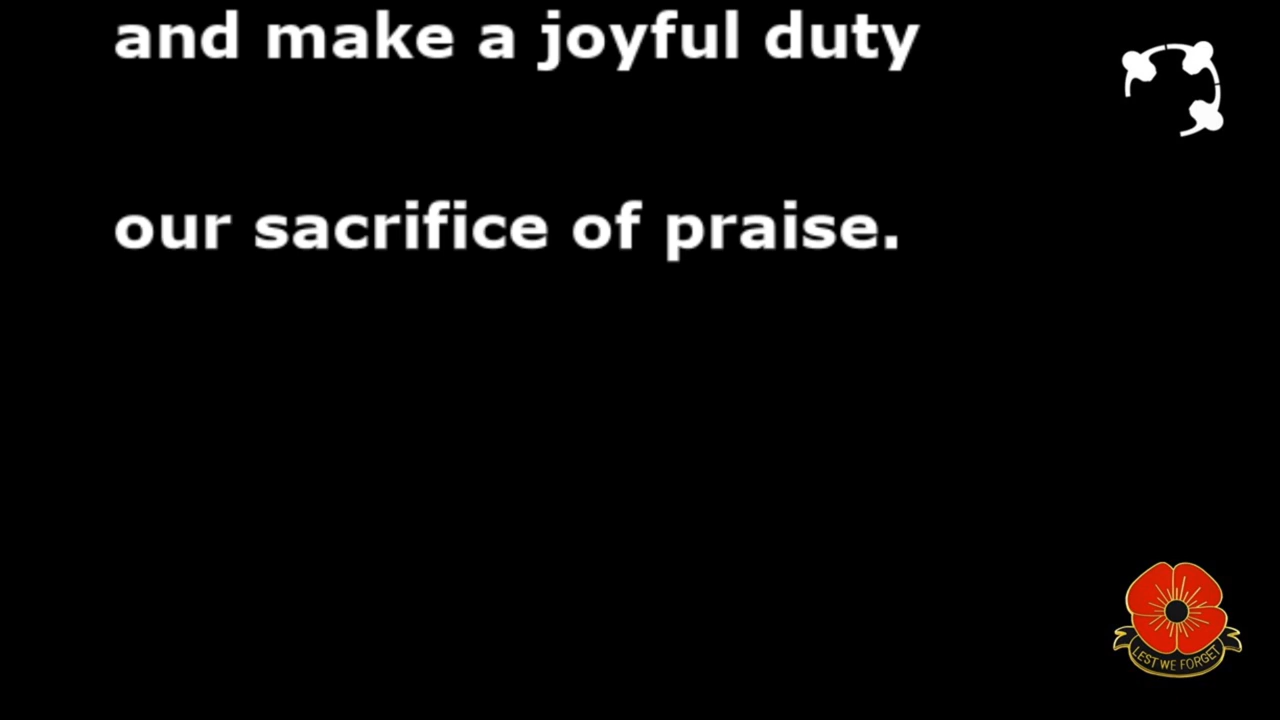 and make a joyful duty
our sacrifice of praise.
LEST WE FORGET